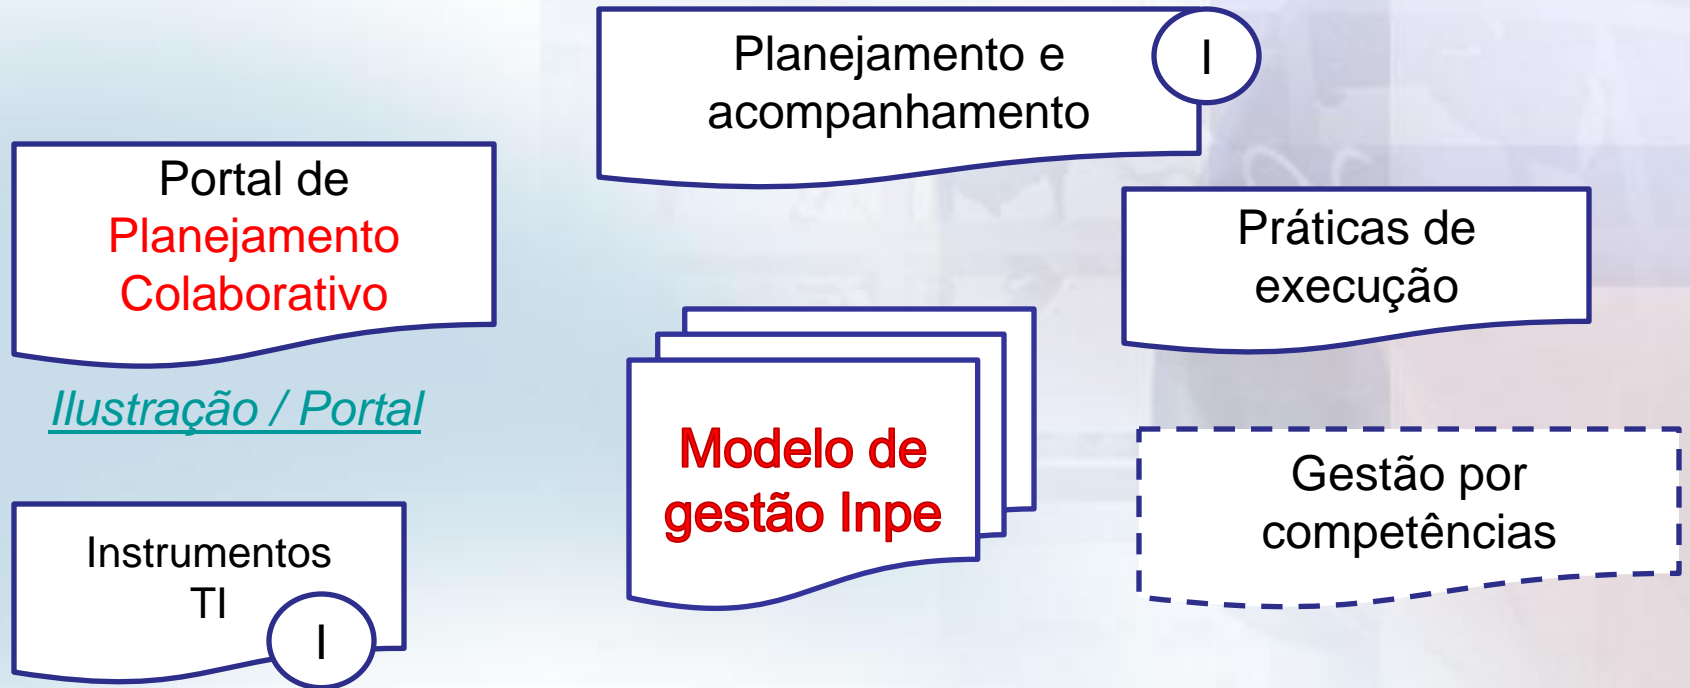 Planejamento e
acompanhamento
I
Portal de
Planejamento
Colaborativo
Práticas de
execução
Ilustração / Portal
Modelo de
gestão Inpe
Gestão por
competências
Instrumentos
TI
I